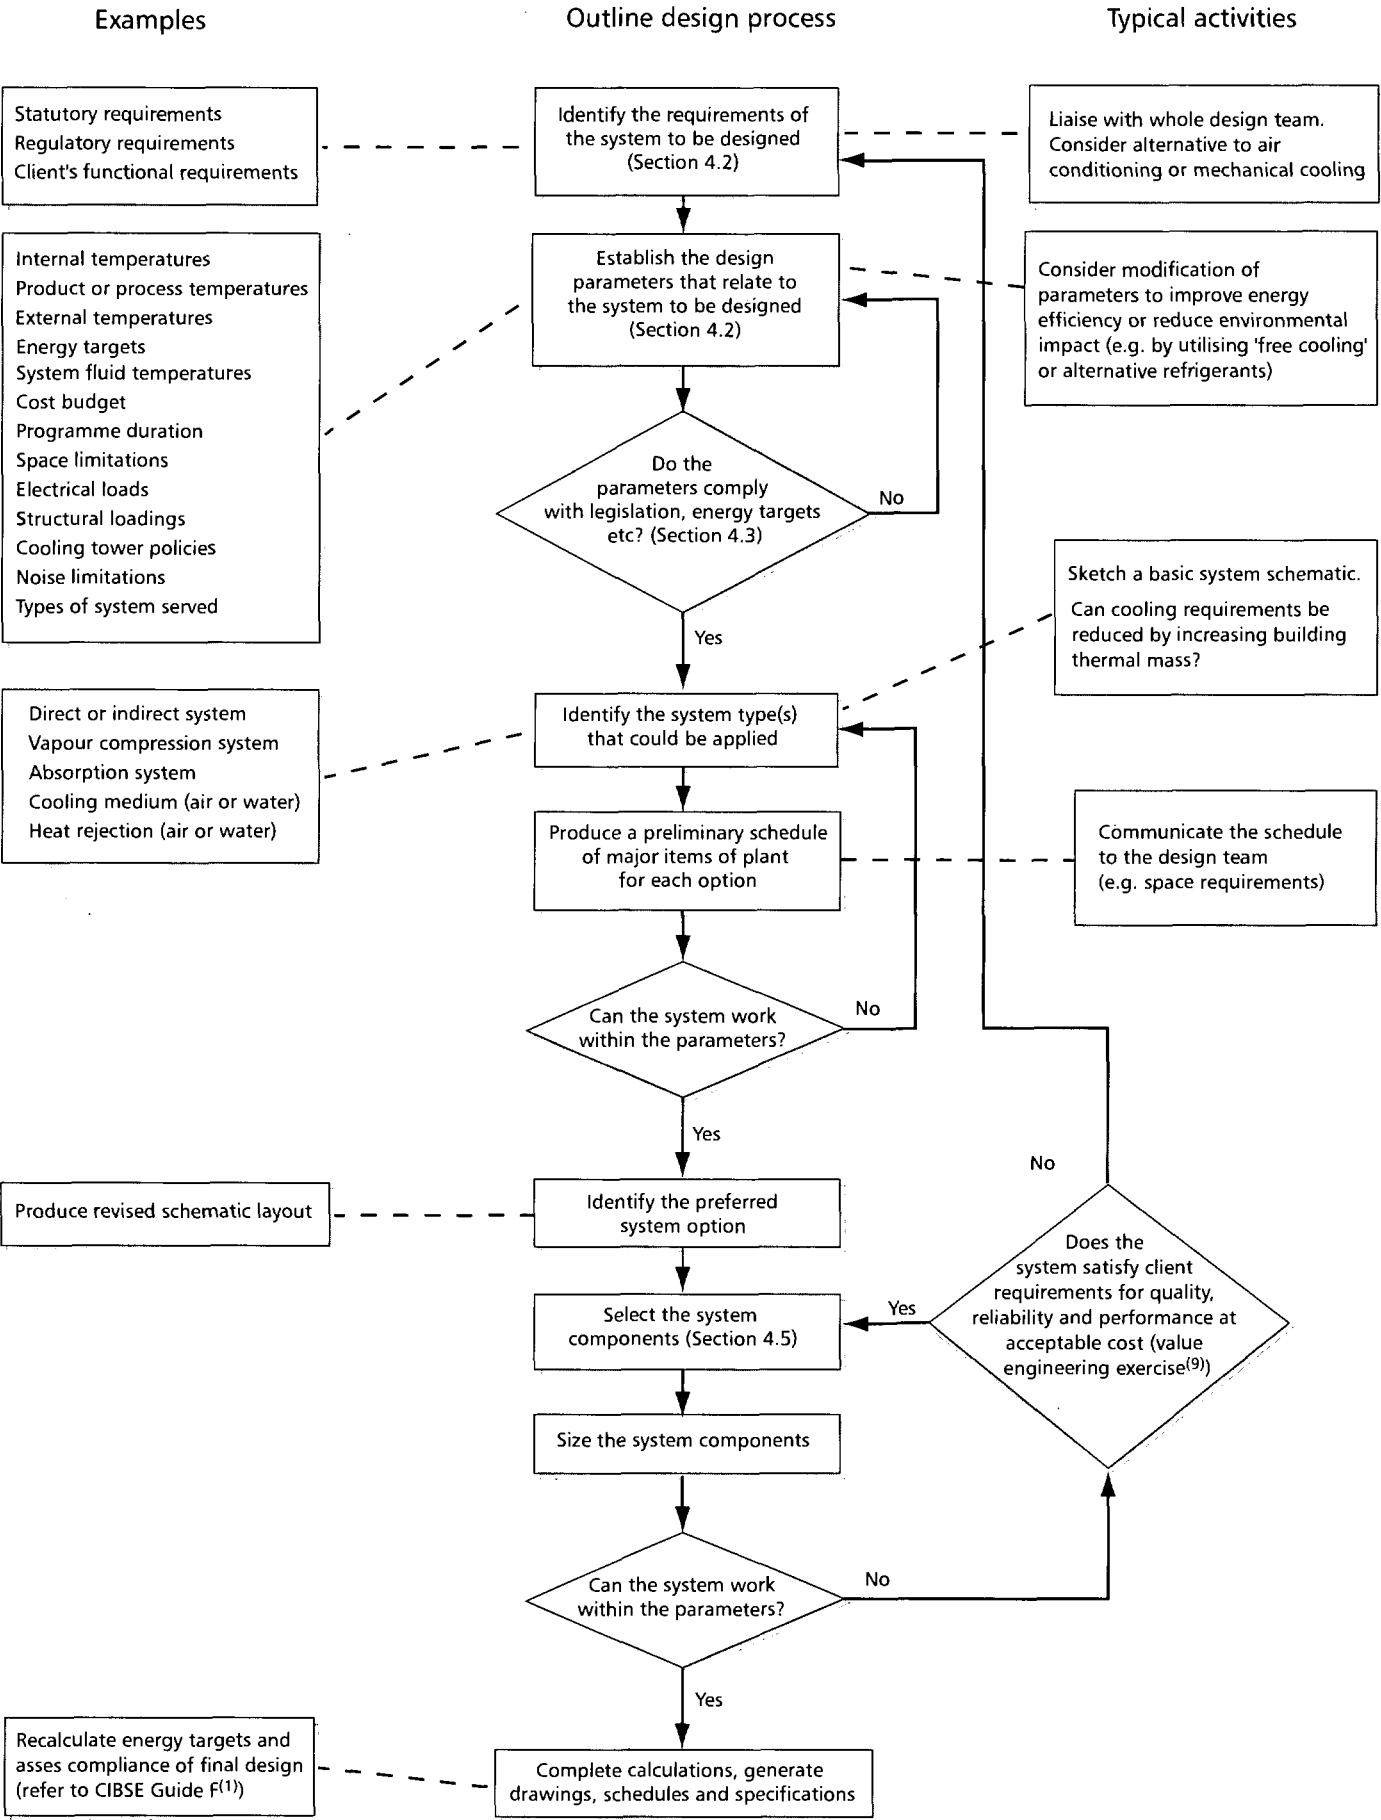 Examples
Outline design process
Typical activities
Statutory requirements
Regulatory requirements
Client's functional requirements
Identify the requirements of
the system to be designed
(Section 4.2)
Liaise with whole design team.
Consider alternative to air
conditioning or mechanical cooling
Internal temperatures
Product or process temperatures
External temperatures
Energy targets
System fluid temperatures
Cost budget
Programme duration
Space limitations
Electrical loads
Structural loadings
Cooling tower policies
Noise limitations
Types of system served
Establish the design
parameters that relate to
the system to be designed
(Section 4.2)
Consider modification of
parameters to improve energy
efficiency or reduce environmental
impact (e.g. by utilising 'free cooling'
or alternative refrigerants)
Do the
parameters comply
with legislation, energy targets
etc? (Section 4.3)
No
Yes
Sketch a basic system schematic.
Can cooling requirements be
reduced by increasing building
thermal mass?
Direct or indirect system
Vapour compression system
Absorption system
Cooling medium (air or water)
Heat rejection (air or water)
Identify the system type(s)
that could be applied
Produce a preliminary schedule
of major items of plant
for each option
Communicate the schedule
to the design team
(e.g. space requirements)
Can the system work
within the parameters?
No
Yes
Produce revised schematic layout
Identify the preferred
system option
No
Does the
system satisfy client
requirements for quality,
reliability and performance at
acceptable cost (value
engineering exercise(9))
Yes
Select the system
components (Section 4.5)
Size the system components
Can the system work
within the parameters?
No
Yes
Recalculate energy targets and
asses compliance of final design
(refer to CIBSE Guide F(1))
Complete calculations, generate
drawings, schedules and specifications